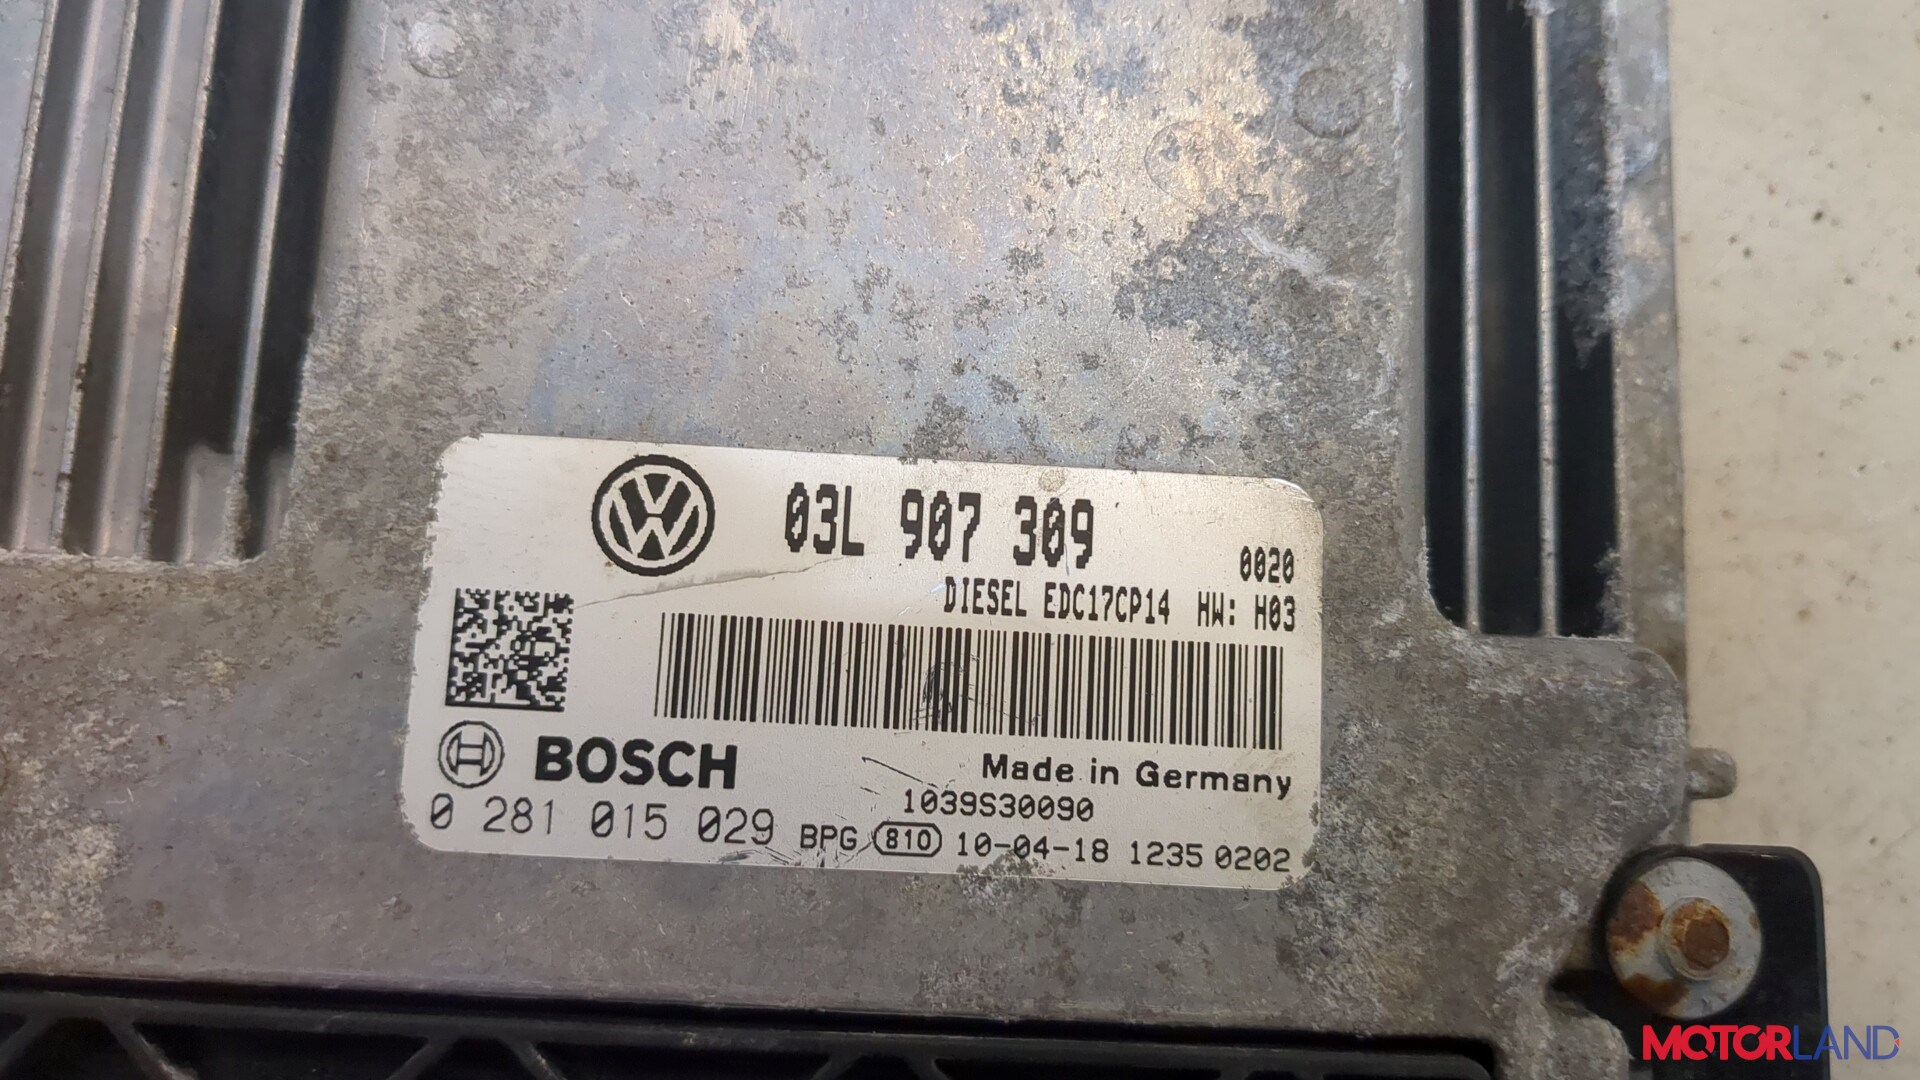 03L 907 309
0020
DIESEL EDC17CP14 HW: H03
BOSCH
Made in Germany
1039S30090
0 281 015 029 BPG 810 10-04-18 1235 0202
MOTORLAND